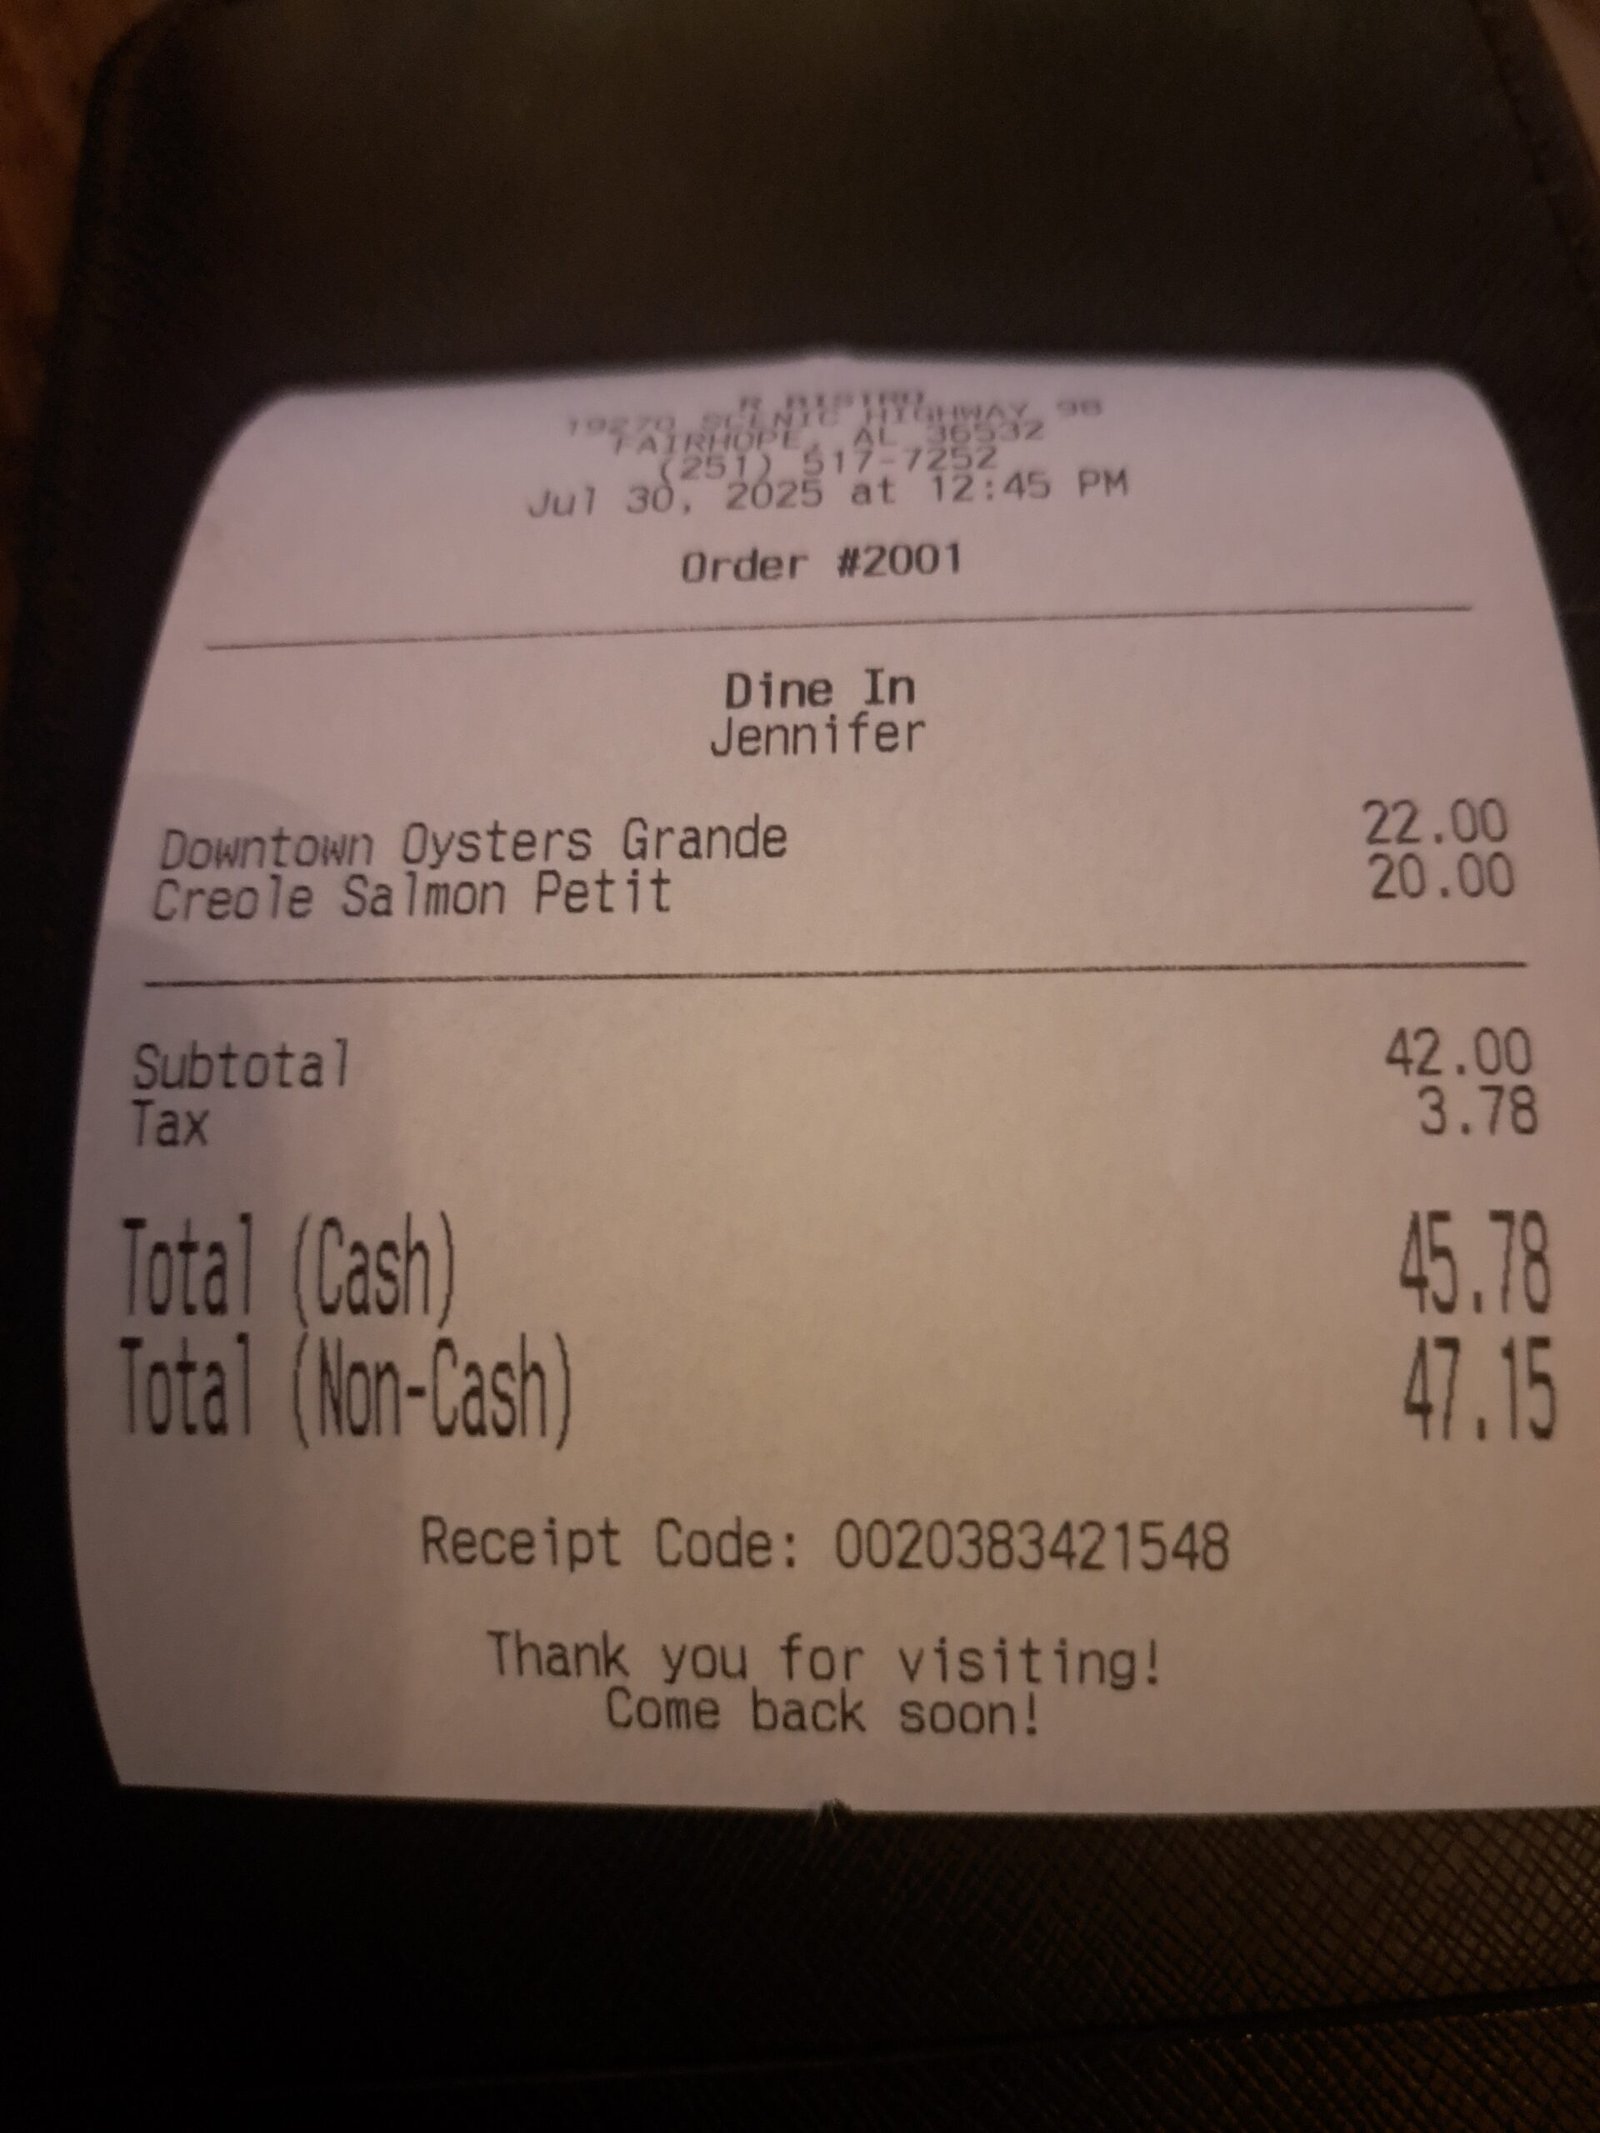 R BISTRO
19270 SCENIC HIGHWAY 98
FAIRHOPE, AL 36532
(251) 517-7252
Jul 30, 2025 at 12:45 PM
Order #2001
Dine In
Jennifer
Downtown Oysters Grande 22.00
Creole Salmon Petit 20.00
Subtotal 42.00
Tax 3.78
Total (Cash) 45.78
Total (Non-Cash) 47.15
Receipt Code: 0020383421548
Thank you for visiting!
Come back soon!